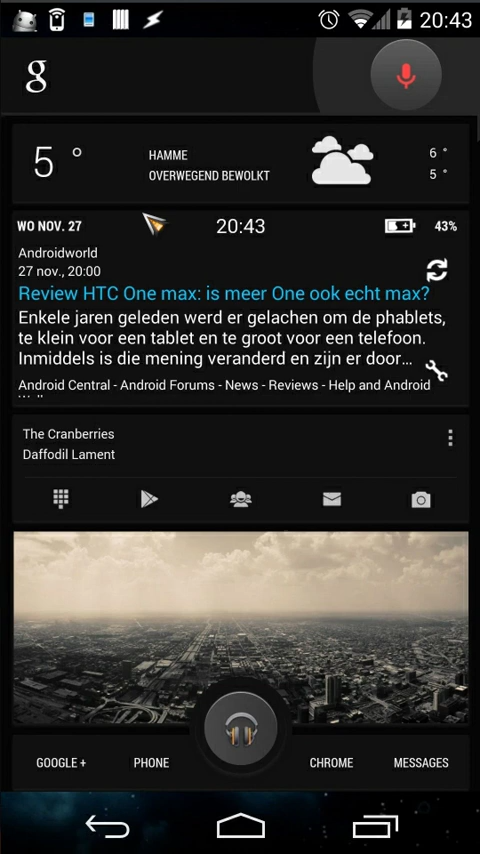 20:43
g
5 °
HAMME
OVERWEGEND BEWOLKT
6 °
5 °
WO NOV. 27
20:43
43%
Androidworld
27 nov., 20:00
Review HTC One max: is meer One ook echt max?
Enkele jaren geleden werd er gelachen om de phablets,
te klein voor een tablet en te groot voor een telefoon.
Inmiddels is die mening veranderd en zijn er door...
Android Central - Android Forums - News - Reviews - Help and Android
The Cranberries
Daffodil Lament
GOOGLE +
PHONE
CHROME
MESSAGES